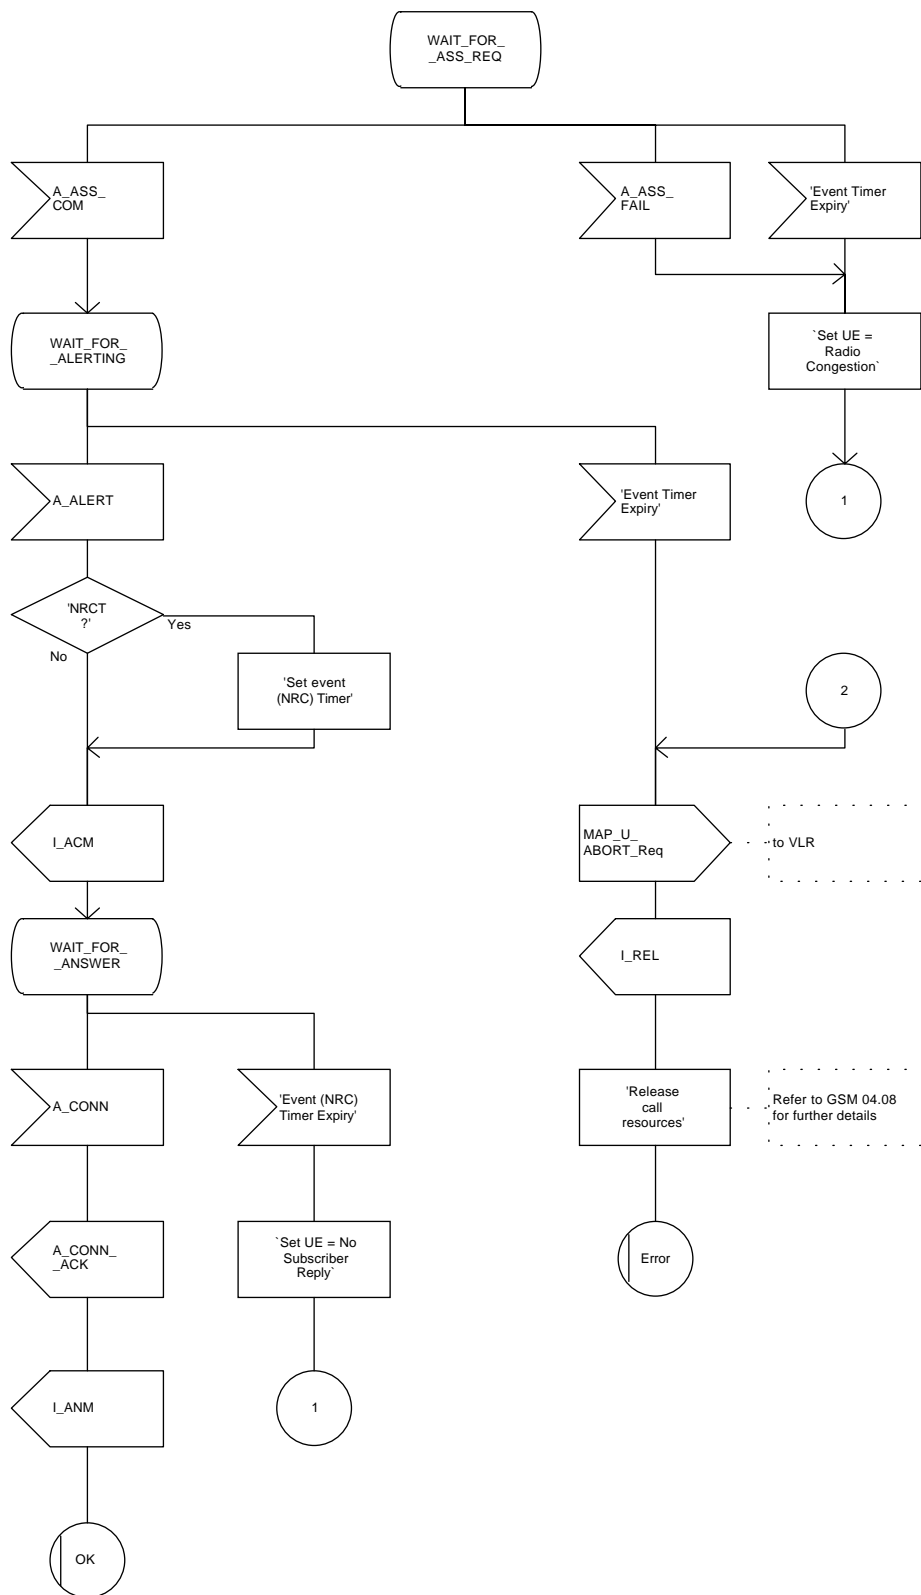 WAIT_FOR_
_ASS_REQ
A_ASS_
COM
A_ASS_
FAIL
'Event Timer
Expiry'
WAIT_FOR_
_ALERTING
`Set UE =
Radio
Congestion`
A_ALERT
'Event Timer
Expiry'
1
'NRCT
?'
Yes
No
'Set event
(NRC) Timer'
2
I_ACM
MAP_U_
ABORT_Req
to VLR
WAIT_FOR_
_ANSWER
I_REL
A_CONN
'Event (NRC)
Timer Expiry'
'Release
call
resources'
Refer to GSM 04.08
for further details
A_CONN_
_ACK
`Set UE = No
Subscriber
Reply`
Error
I_ANM
1
OK